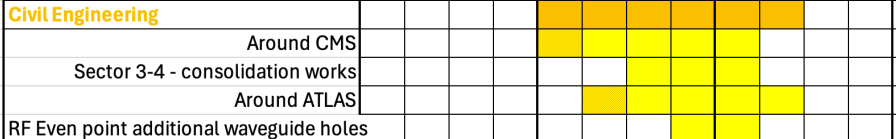 Civil Engineering
Around CMS
Sector 3-4 - consolidation works
Around ATLAS
RF Even point additional waveguide holes